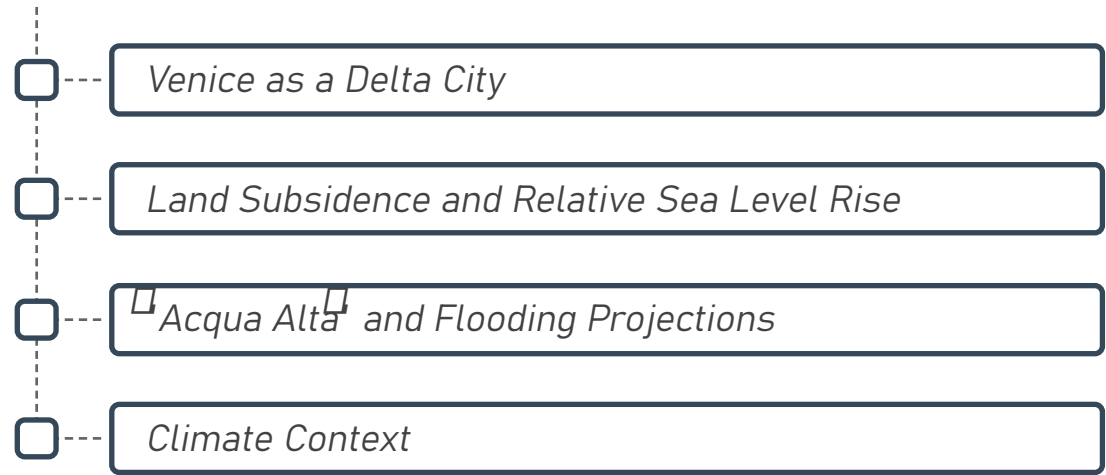 Venice as a Delta City
Land Subsidence and Relative Sea Level Rise
Acqua Alta and Flooding Projections
Climate Context